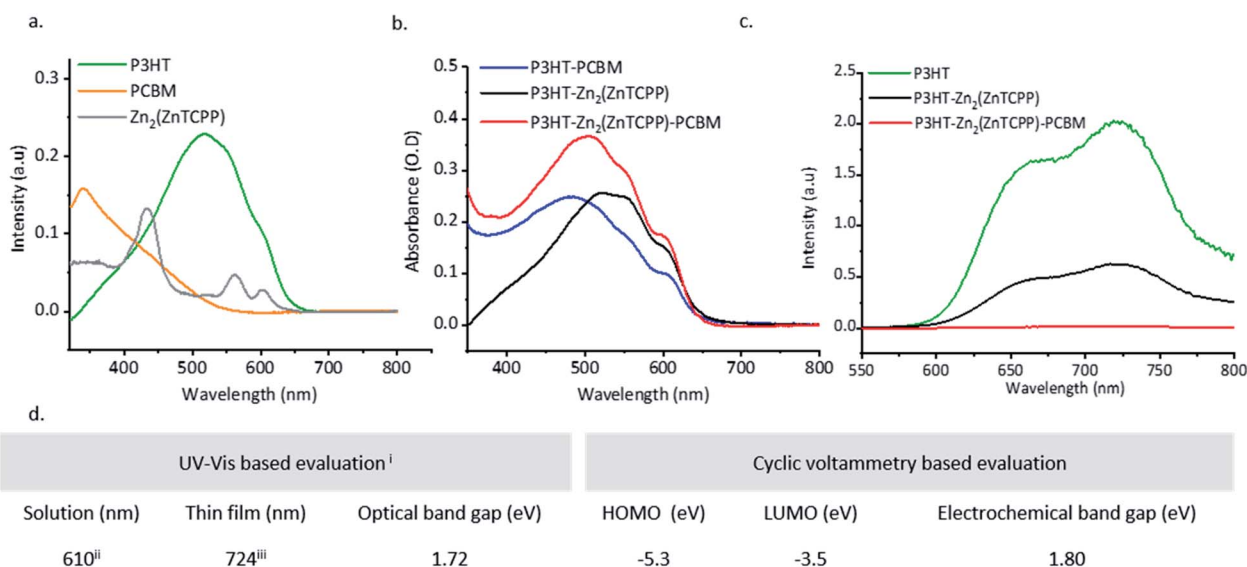 a.
0.3
0.2
0.1
0.0
Intensity (a.u)
P3HT
PCBM
Zn₂(ZnTCPP)
400 500 600 700 800
Wavelength (nm)
b.
0.5
0.4
0.3
0.2
0.1
0.0
Absorbance (O.D)
P3HT-PCBM
P3HT-Zn₂(ZnTCPP)
P3HT-Zn₂(ZnTCPP)-PCBM
400 500 600 700 800
Wavelength (nm)
c.
2.5
2.0
1.5
1.0
0.5
0.0
Intensity (a.u)
P3HT
P3HT-Zn₂(ZnTCPP)
P3HT-Zn₂(ZnTCPP)-PCBM
550 600 650 700 750 800
Wavelength (nm)
d.
UV-Vis based evaluation ⁱ Cyclic voltammetry based evaluation
Solution (nm) Thin film (nm) Optical band gap (eV) HOMO (eV) LUMO (eV) Electrochemical band gap (eV)
610ⁱⁱ 724ⁱⁱⁱ 1.72 -5.3 -3.5 1.80